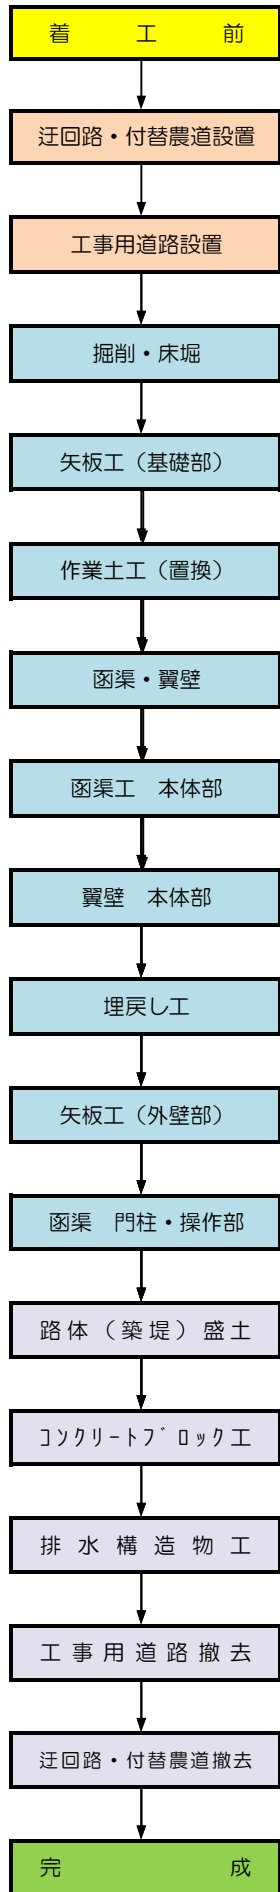 着　工　前
迂回路・付替農道設置
工事用道路設置
掘削・床堀
矢板工（基礎部）
作業土工（置換）
函渠・翼壁
函渠工　本体部
翼壁　本体部
埋戻し工
矢板工（外壁部）
函渠　門柱・操作部
路体（築堤）盛土
ｺﾝｸﾘｰﾄﾌﾞﾛｯｸ工
排水構造物工
工事用道路撤去
迂回路・付替農道撤去
完　成